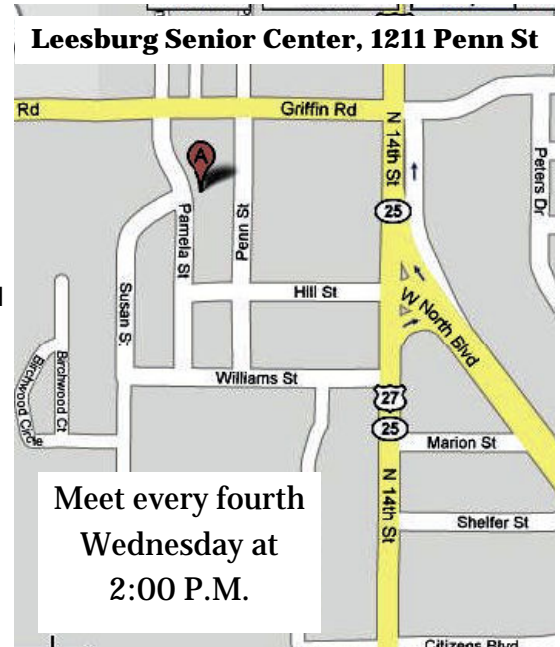 Leesburg Senior Center, 1211 Penn St
Rd
Griffin Rd
N 14th St
Peters Dr
A
25
Pamela St
Penn St
Susan S.
Hill St
W North Blvd
Birchwood Circle
Birchwood Ct
Williams St
27
25
Marion St
N 14th St
Shelfer St
Meet every fourth
Wednesday at
2:00 P.M.
Citizens Blvd